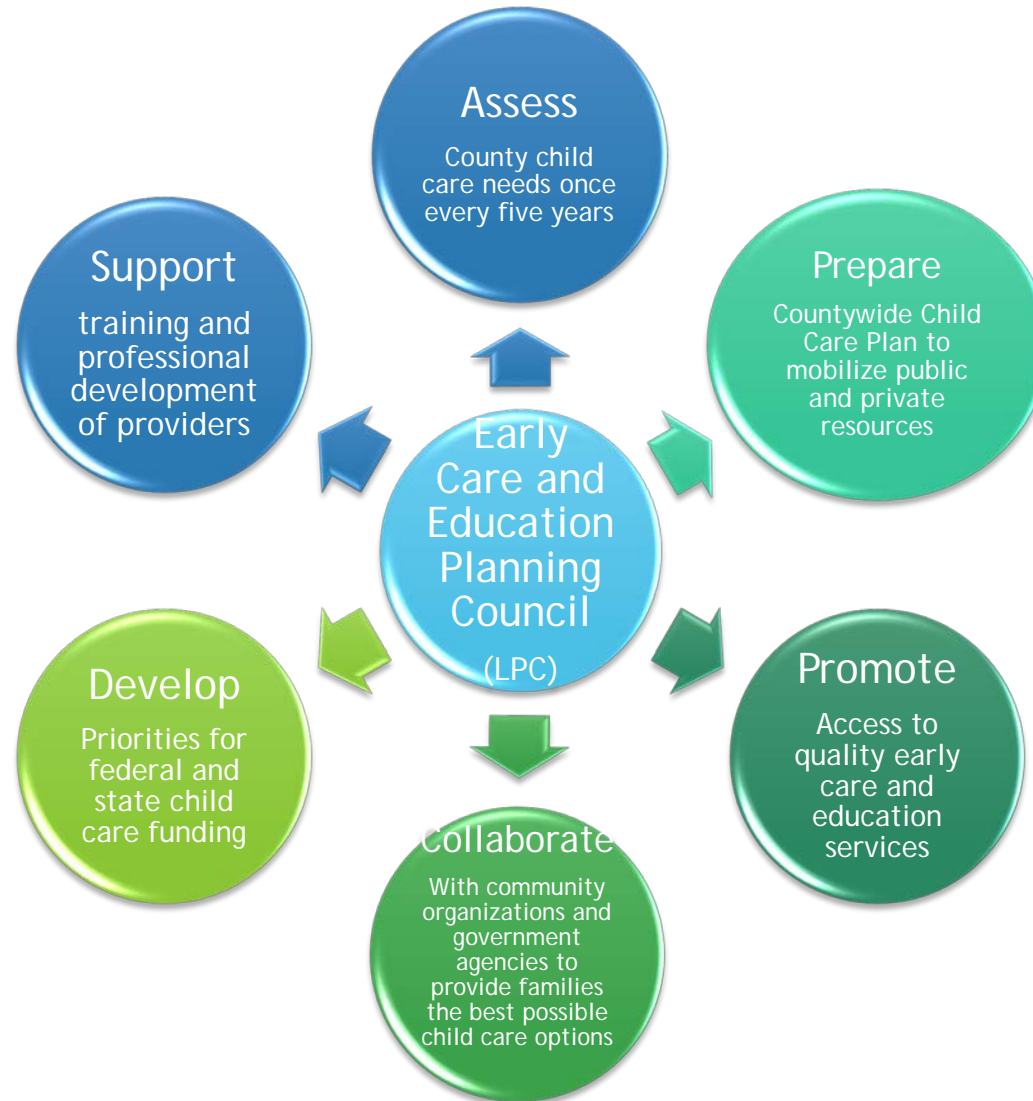 Assess
County child
care needs once
every five years
Prepare
Countywide Child
Care Plan to
mobilize public
and private
resources
Promote
Access to
quality early
care and
education
services
Collaborate
With community
organizations and
government
agencies to
provide families
the best possible
child care options
Develop
Priorities for
federal and
state child
care funding
Support
training and
professional
development
of providers
Early
Care and
Education
Planning
Council
(LPC)